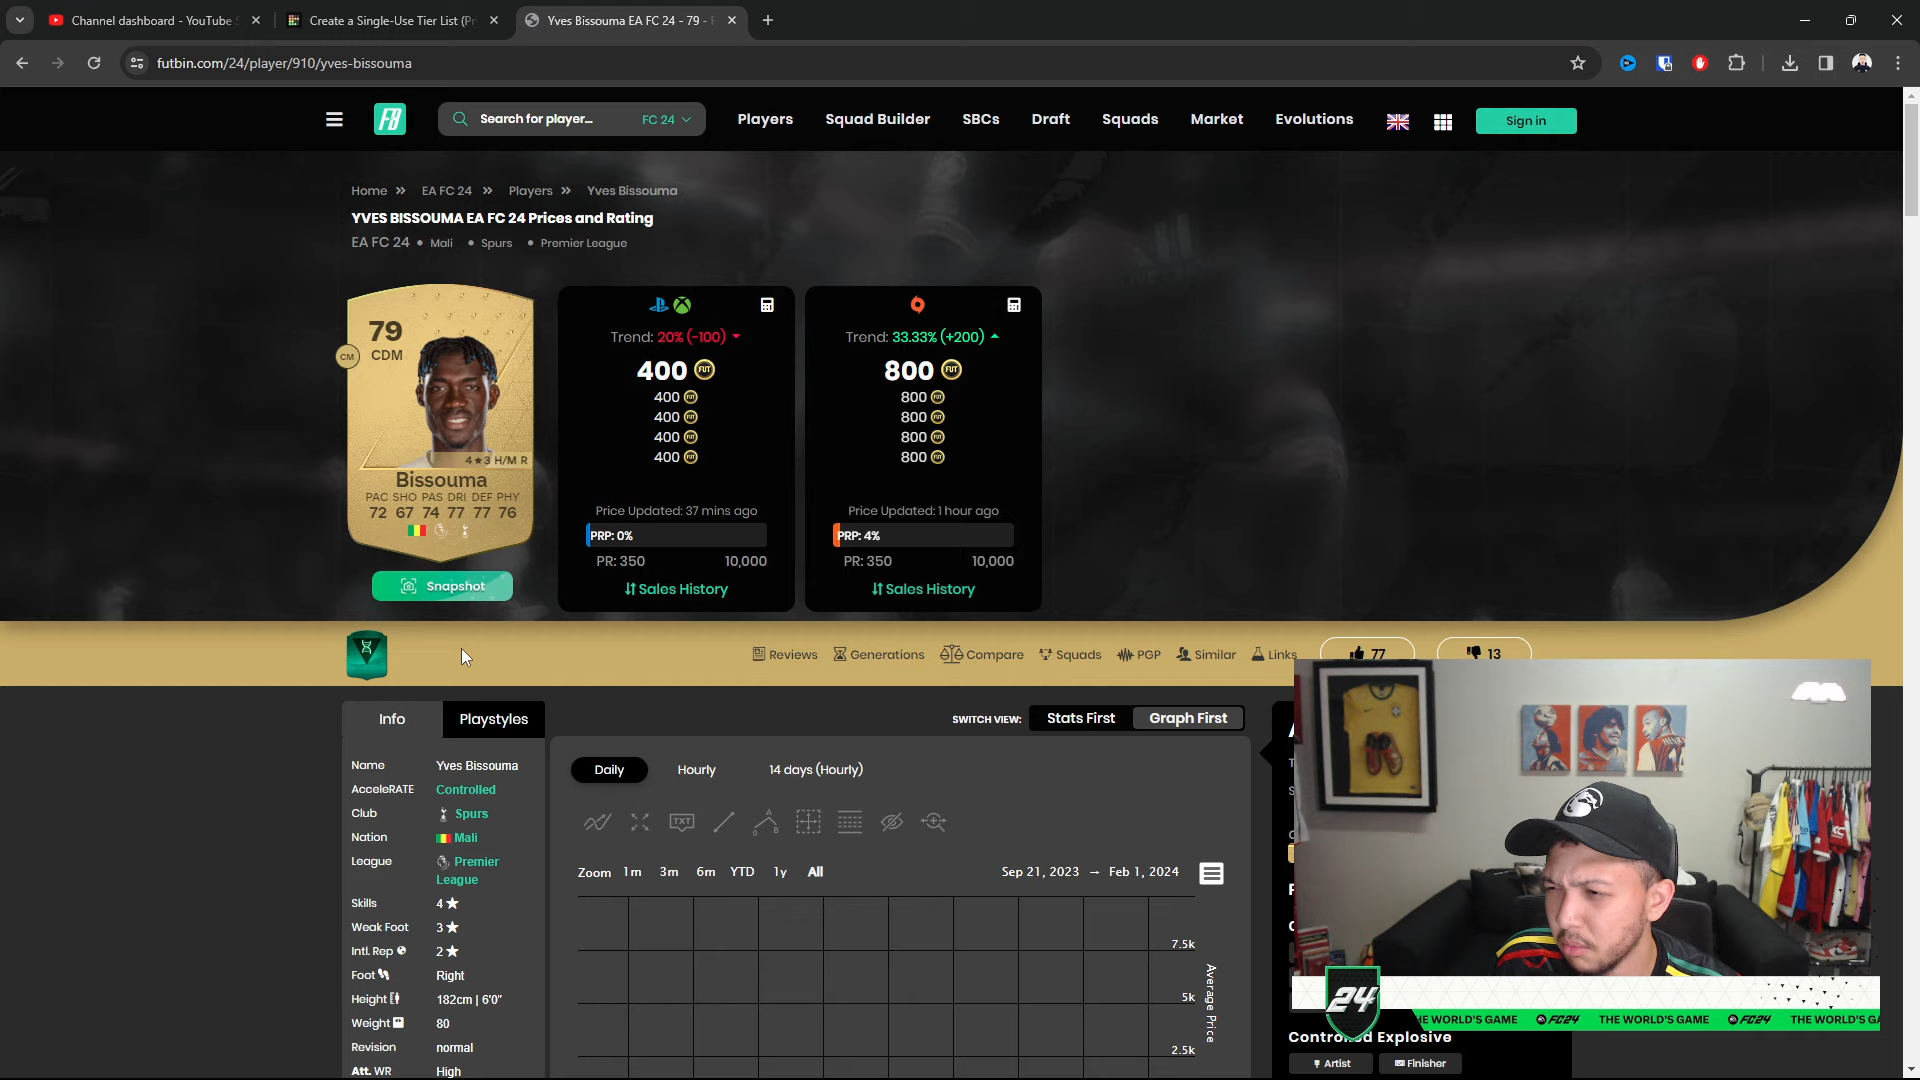 Channel dashboard - YouTube
Create a Single-Use Tier List (Pr
Yves Bissouma EA FC 24 - 79 -
futbin.com/24/player/910/yves-bissouma
Search for player...
FC 24
Players
Squad Builder
SBCs
Draft
Squads
Market
Evolutions
Sign in
Home » EA FC 24 » Players » Yves Bissouma
YVES BISSOUMA EA FC 24 Prices and Rating
EA FC 24 • Mali • Spurs • Premier League
79
CDM
CM
4★3 H/M R
Bissouma
PAC SHO PAS DRI DEF PHY
72 67 74 77 77 76
Snapshot
Trend: 20% (-100)
400
400
400
400
400
Price Updated: 37 mins ago
PRP: 0%
PR: 350 10,000
Sales History
Trend: 33.33% (+200)
800
800
800
800
800
Price Updated: 1 hour ago
PRP: 4%
PR: 350 10,000
Sales History
Reviews
Generations
Compare
Squads
PGP
Similar
Links
77
13
Info
Playstyles
Name Yves Bissouma
AcceleRATE Controlled
Club Spurs
Nation Mali
League Premier
League
Skills 4★
Weak Foot 3★
Intl. Rep 2★
Foot Right
Height 182cm | 6'0"
Weight 80
Revision normal
Att. WR High
SWITCH VIEW: Stats First Graph First
Daily Hourly 14 days (Hourly)
TXT
Zoom 1m 3m 6m YTD 1y All
Sep 21, 2023 → Feb 1, 2024
7.5k
5k
2.5k
Average Price
24
HE WORLD'S GAME FC24 THE WORLD'S GAME FC24 THE WORLD'S GA
Explosive
Artist
Finisher